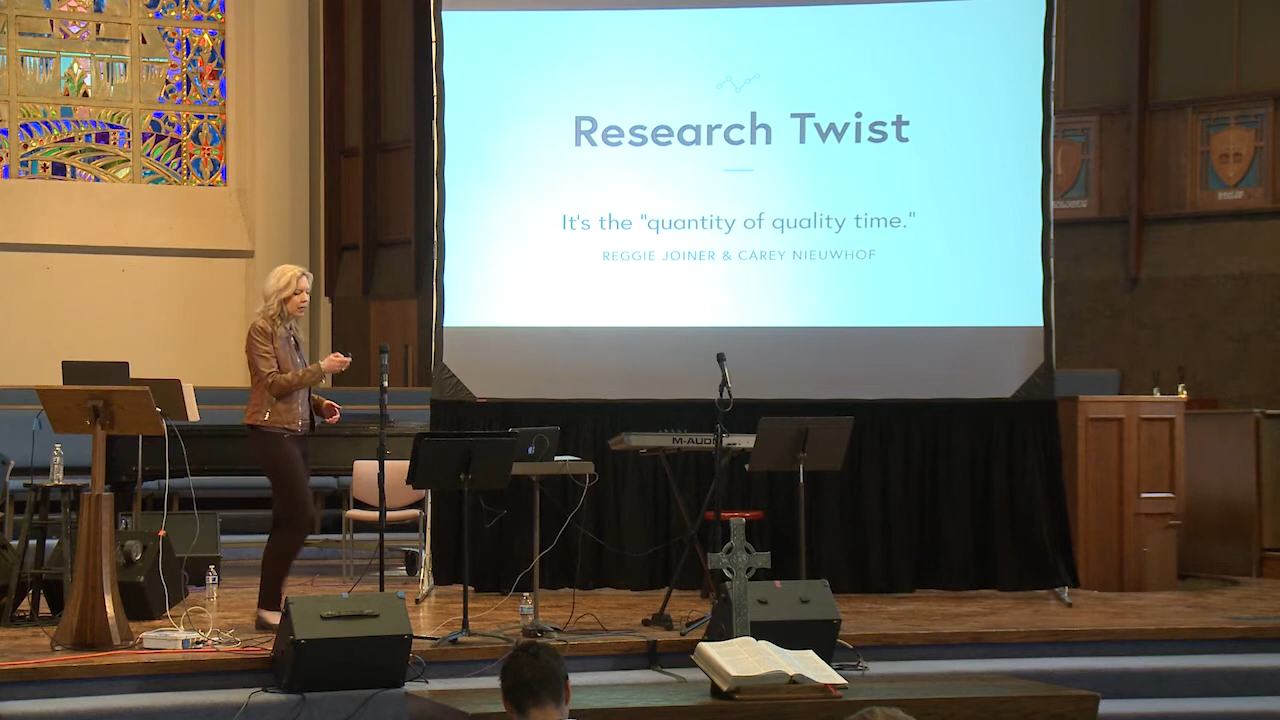 Research Twist
It's the "quantity of quality time."
REGGIE JOINER & CAREY NIEUWHOF
M-AUDIO